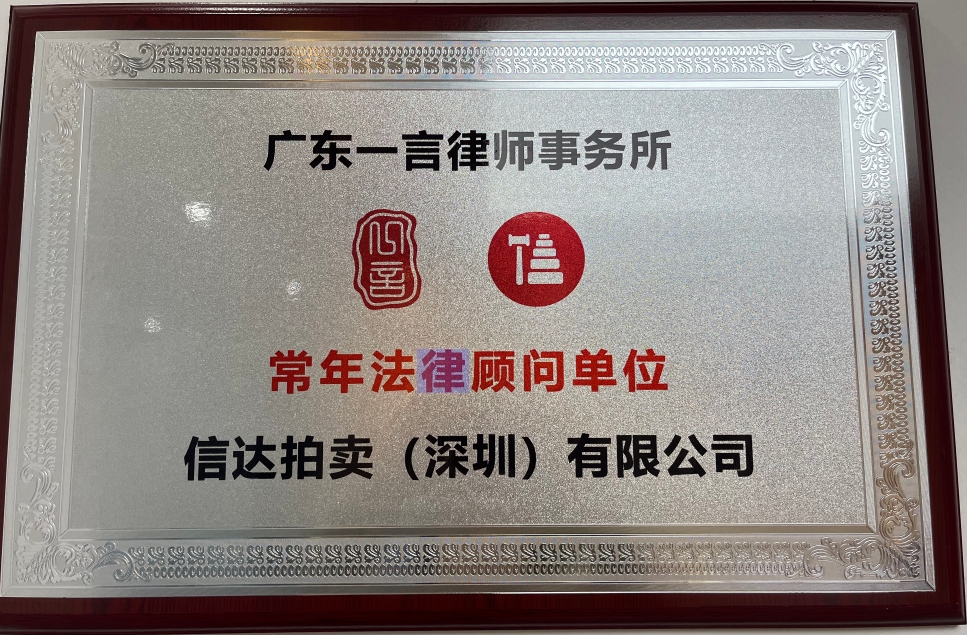 广东一言律师事务所
信
常年法律顾问单位
信达拍卖（深圳）有限公司